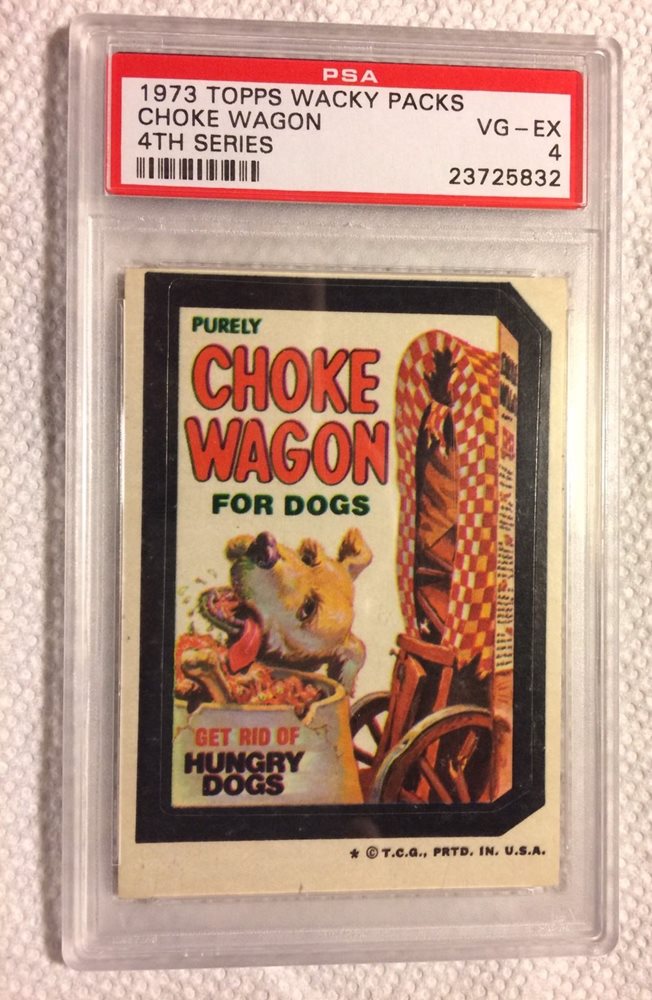 PSA
1973 TOPPS WACKY PACKS
CHOKE WAGON VG-EX
4TH SERIES 4
23725832
PURELY
CHOKE
WAGON
FOR DOGS
GET RID OF
HUNGRY
DOGS
* © T.C.G., PRTD. IN. U.S.A.